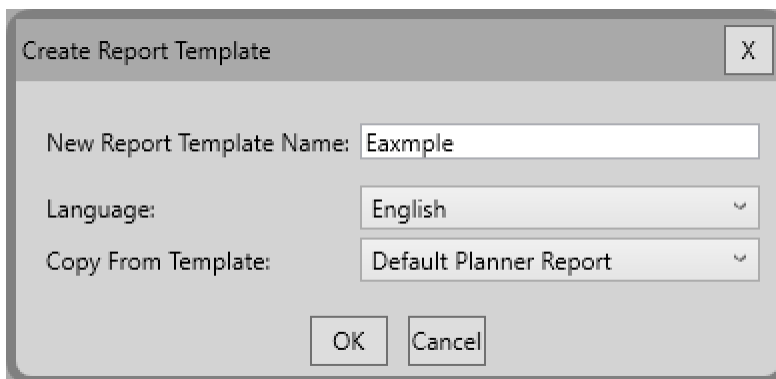 Create Report Template X
New Report Template Name: Eaxmple
Language: English
Copy From Template: Default Planner Report
OK Cancel